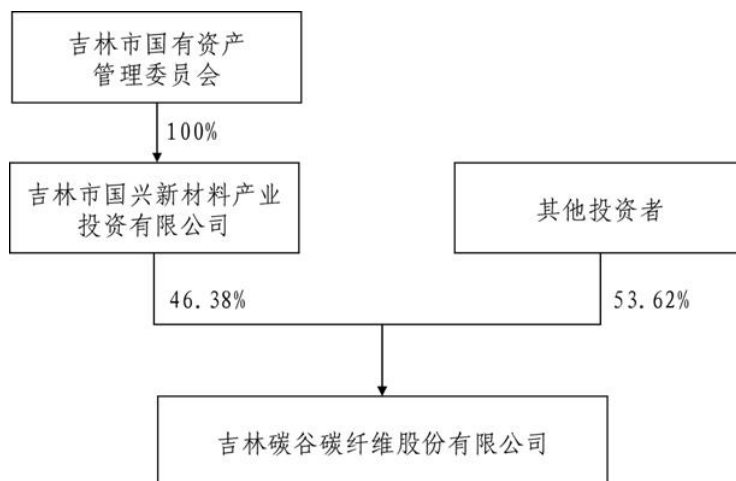 吉林市国有资产
管理委员会
100%
吉林市国兴新材料产业
投资有限公司
其他投资者
46.38%
53.62%
吉林碳谷碳纤维股份有限公司